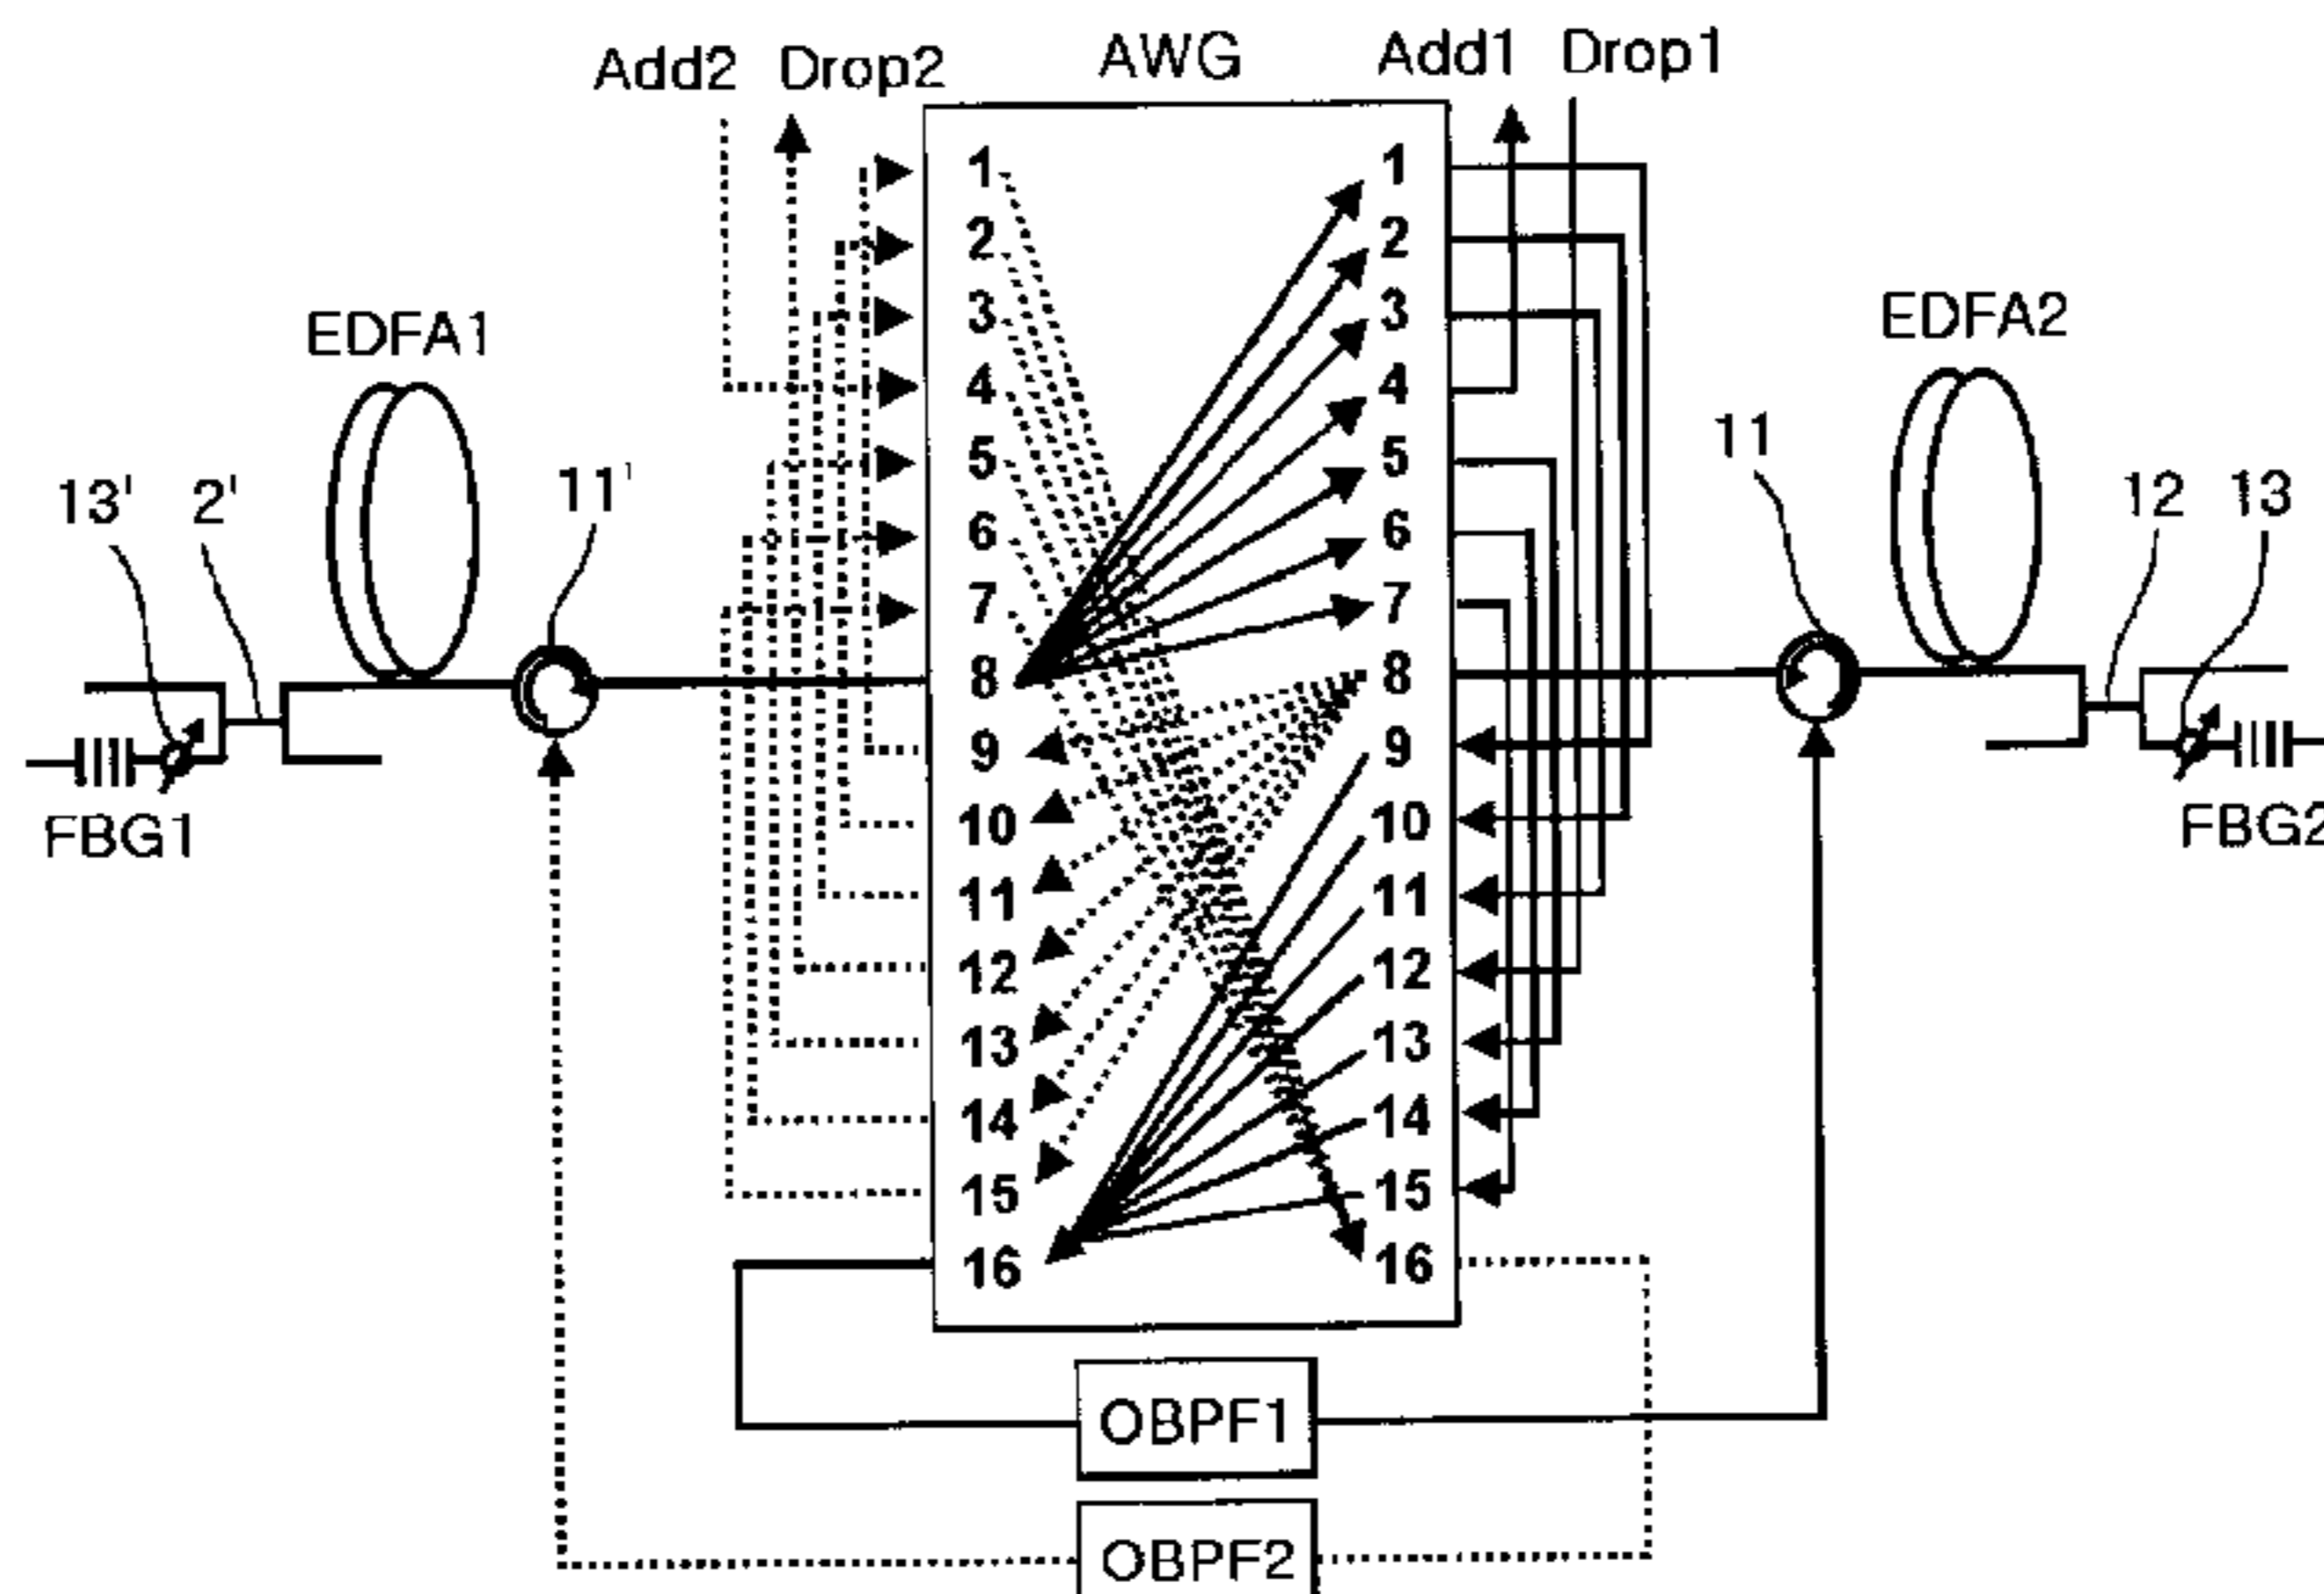 Add2 Drop2 AWG Add1 Drop1
EDFA1 EDFA2
13' 2' 11' 11 12 13
FBG1 FBG2
1 1
2 2
3 3
4 4
5 5
6 6
7 7
8 8
9 9
10 10
11 11
12 12
13 13
14 14
15 15
16 16
OBPF1
OBPF2